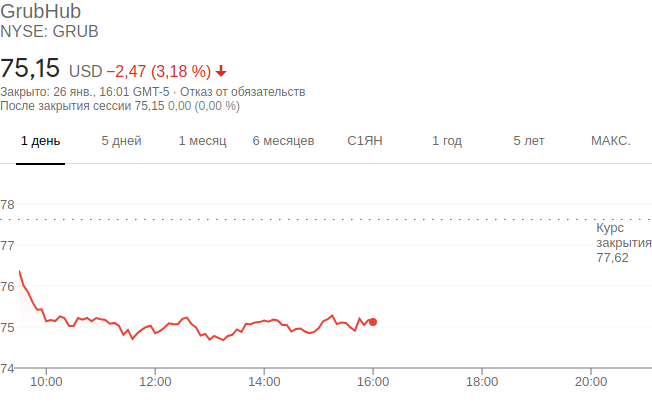 GrubHub
NYSE: GRUB
75,15 USD −2,47 (3,18 %)
Закрыто: 26 янв., 16:01 GMT-5 · Отказ от обязательств
После закрытия сессии 75,15 0,00 (0,00 %)
1 день 5 дней 1 месяц 6 месяцев С1ЯН 1 год 5 лет МАКС.
78
Курс
77 закрытия
77,62
76
75
74
10:00 12:00 14:00 16:00 18:00 20:00